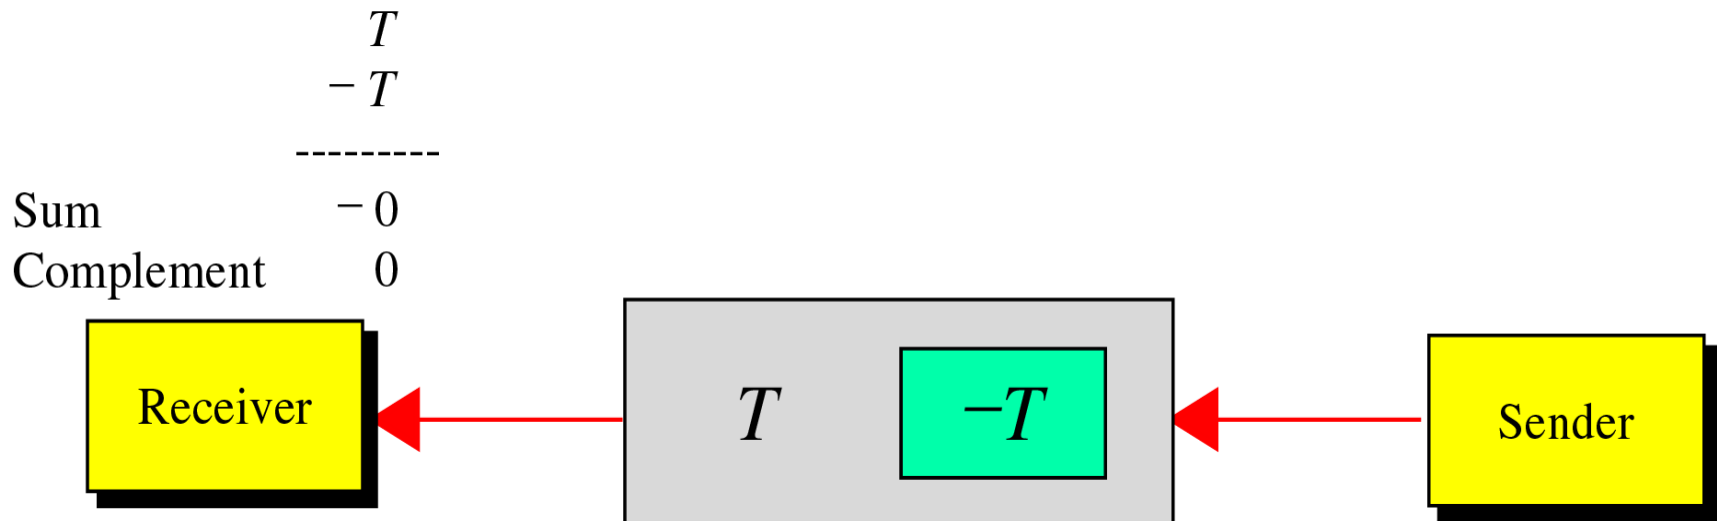 T
− T
---------
Sum − 0
Complement 0
Receiver T −T Sender